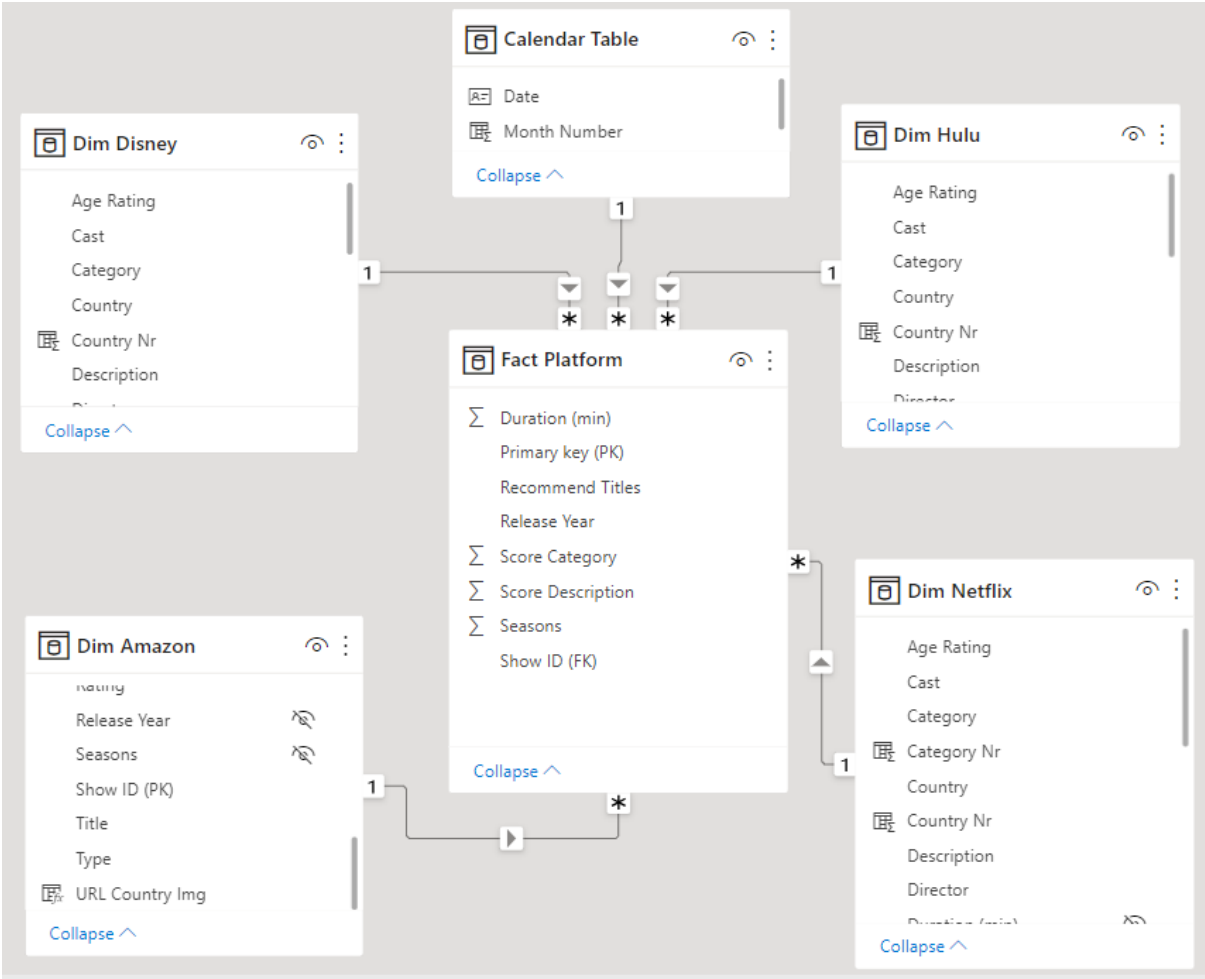 Calendar Table
Date
Month Number
Collapse
1
Dim Disney
Age Rating
Cast
Category
Country
Country Nr
Description
Collapse
1
Dim Hulu
Age Rating
Cast
Category
Country
Country Nr
Description
Director
Collapse
1
* * *
Fact Platform
Duration (min)
Primary key (PK)
Recommend Titles
Release Year
Score Category
Score Description
Seasons
Show ID (FK)
Collapse
*
*
Dim Amazon
Rating
Release Year
Seasons
Show ID (PK)
Title
Type
URL Country Img
Collapse
1
Dim Netflix
Age Rating
Cast
Category
Category Nr
Country
Country Nr
Description
Director
Duration (min)
Collapse
1